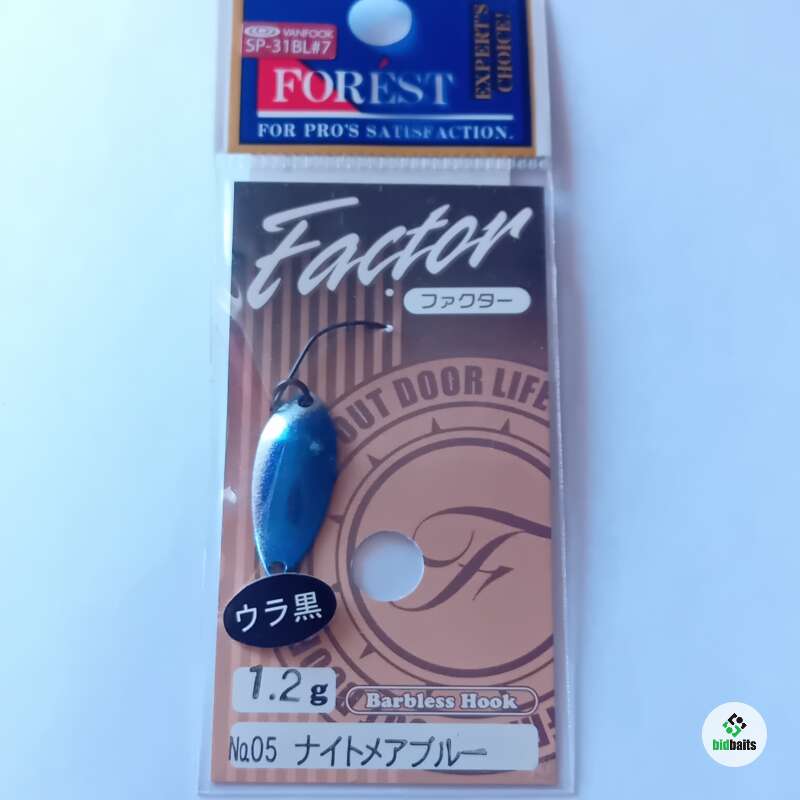 VANFOOK
SP-31BL#7
FORÉST
EXPERT'S
CHOICE!
FOR PRO'S SATISFACTION.
Factor
ファクター
OUT DOOR LIFE
F
ウラ黒
1.2g
Barbless Hook
No.05 ナイトメアブルー
bidbaits